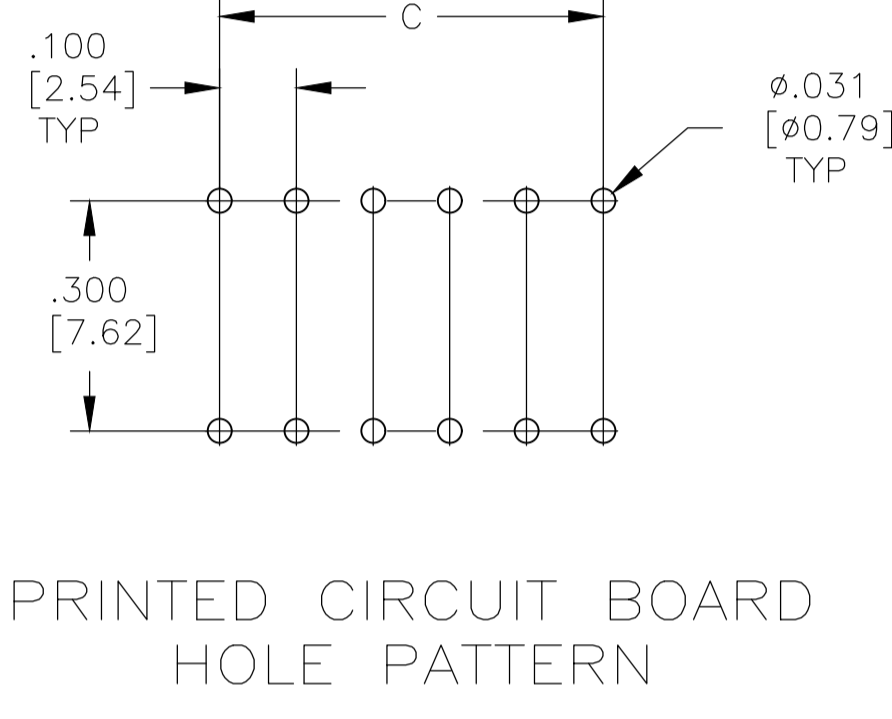 C
.100
[2.54]
TYP
ø.031
[ø0.79]
TYP
.300
[7.62]
PRINTED CIRCUIT BOARD
HOLE PATTERN